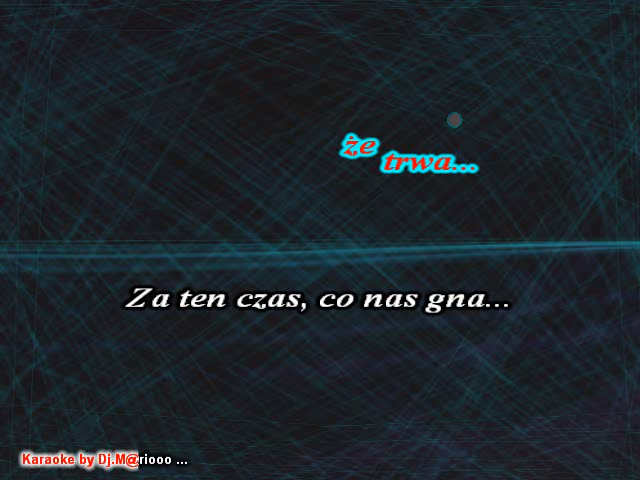 że trwa...
Za ten czas, co nas gna...
Karaoke by Dj.M@riooo ...